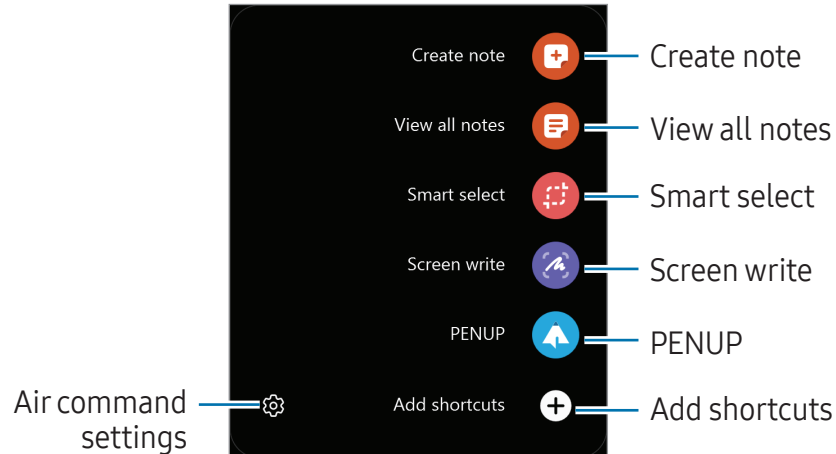 Create note
Create note
View all notes
View all notes
Smart select
Smart select
Screen write
Screen write
PENUP
PENUP
Air command
settings
Add shortcuts
Add shortcuts